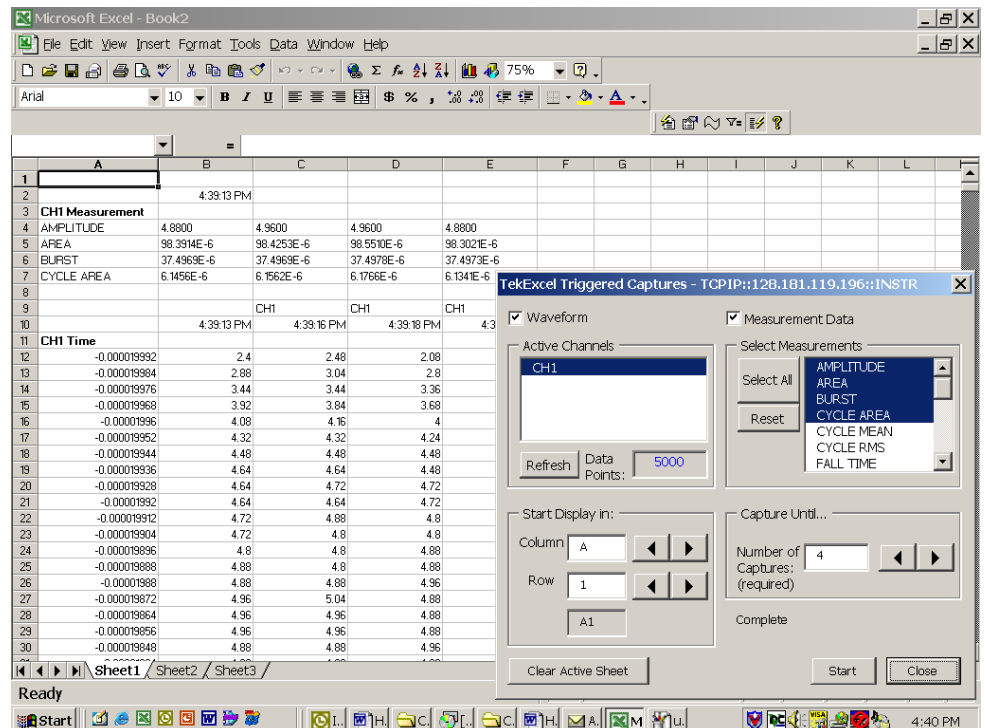 Microsoft Excel - Book2
File Edit View Insert Format Tools Data Window Help
75%
Arial 10 B I U $ % ,
=
A B C D E F G H I J K L
1
2 4:39:13 PM
3 CH1 Measurement
4 AMPLITUDE 4.8800 4.9600 4.9600 4.8800
5 AREA 98.3914E-6 98.4253E-6 98.5510E-6 98.3021E-6
6 BURST 37.4969E-6 37.4969E-6 37.4978E-6 37.4973E-6
7 CYCLE AREA 6.1456E-6 6.1562E-6 6.1766E-6 6.1341E-6
8
9 CH1 CH1 CH1
10 4:39:13 PM 4:39:16 PM 4:39:18 PM 4:3
11 CH1 Time
12 -0.000019992 2.4 2.48 2.08
13 -0.000019984 2.88 3.04 2.8
14 -0.000019976 3.44 3.44 3.36
15 -0.000019968 3.92 3.84 3.68
16 -0.00001996 4.08 4.16 4
17 -0.000019952 4.32 4.32 4.24
18 -0.000019944 4.48 4.48 4.48
19 -0.000019936 4.64 4.64 4.48
20 -0.000019928 4.64 4.72 4.72
21 -0.00001992 4.64 4.64 4.72
22 -0.000019912 4.72 4.88 4.8
23 -0.000019904 4.72 4.8 4.8
24 -0.000019896 4.8 4.8 4.88
25 -0.000019888 4.88 4.8 4.88
26 -0.00001988 4.88 4.88 4.96
27 -0.000019872 4.96 5.04 4.88
28 -0.000019864 4.96 4.96 4.88
29 -0.000019856 4.96 4.96 4.88
30 -0.000019848 4.88 4.88 4.96
Sheet1 Sheet2 Sheet3
Ready
TekExcel Triggered Captures - TCPIP::128.181.119.196::INSTR
Waveform
Measurement Data
Active Channels
CH1
Refresh
Data Points: 5000
Select Measurements
Select All
Reset
AMPLITUDE
AREA
BURST
CYCLE AREA
CYCLE MEAN
CYCLE RMS
FALL TIME
Start Display in:
Column A
Row 1
A1
Capture Until...
Number of
Captures:
(required)
4
Complete
Clear Active Sheet
Start
Close
Start I.. H. C. [.. C. H. A. M U. VISA 4:40 PM